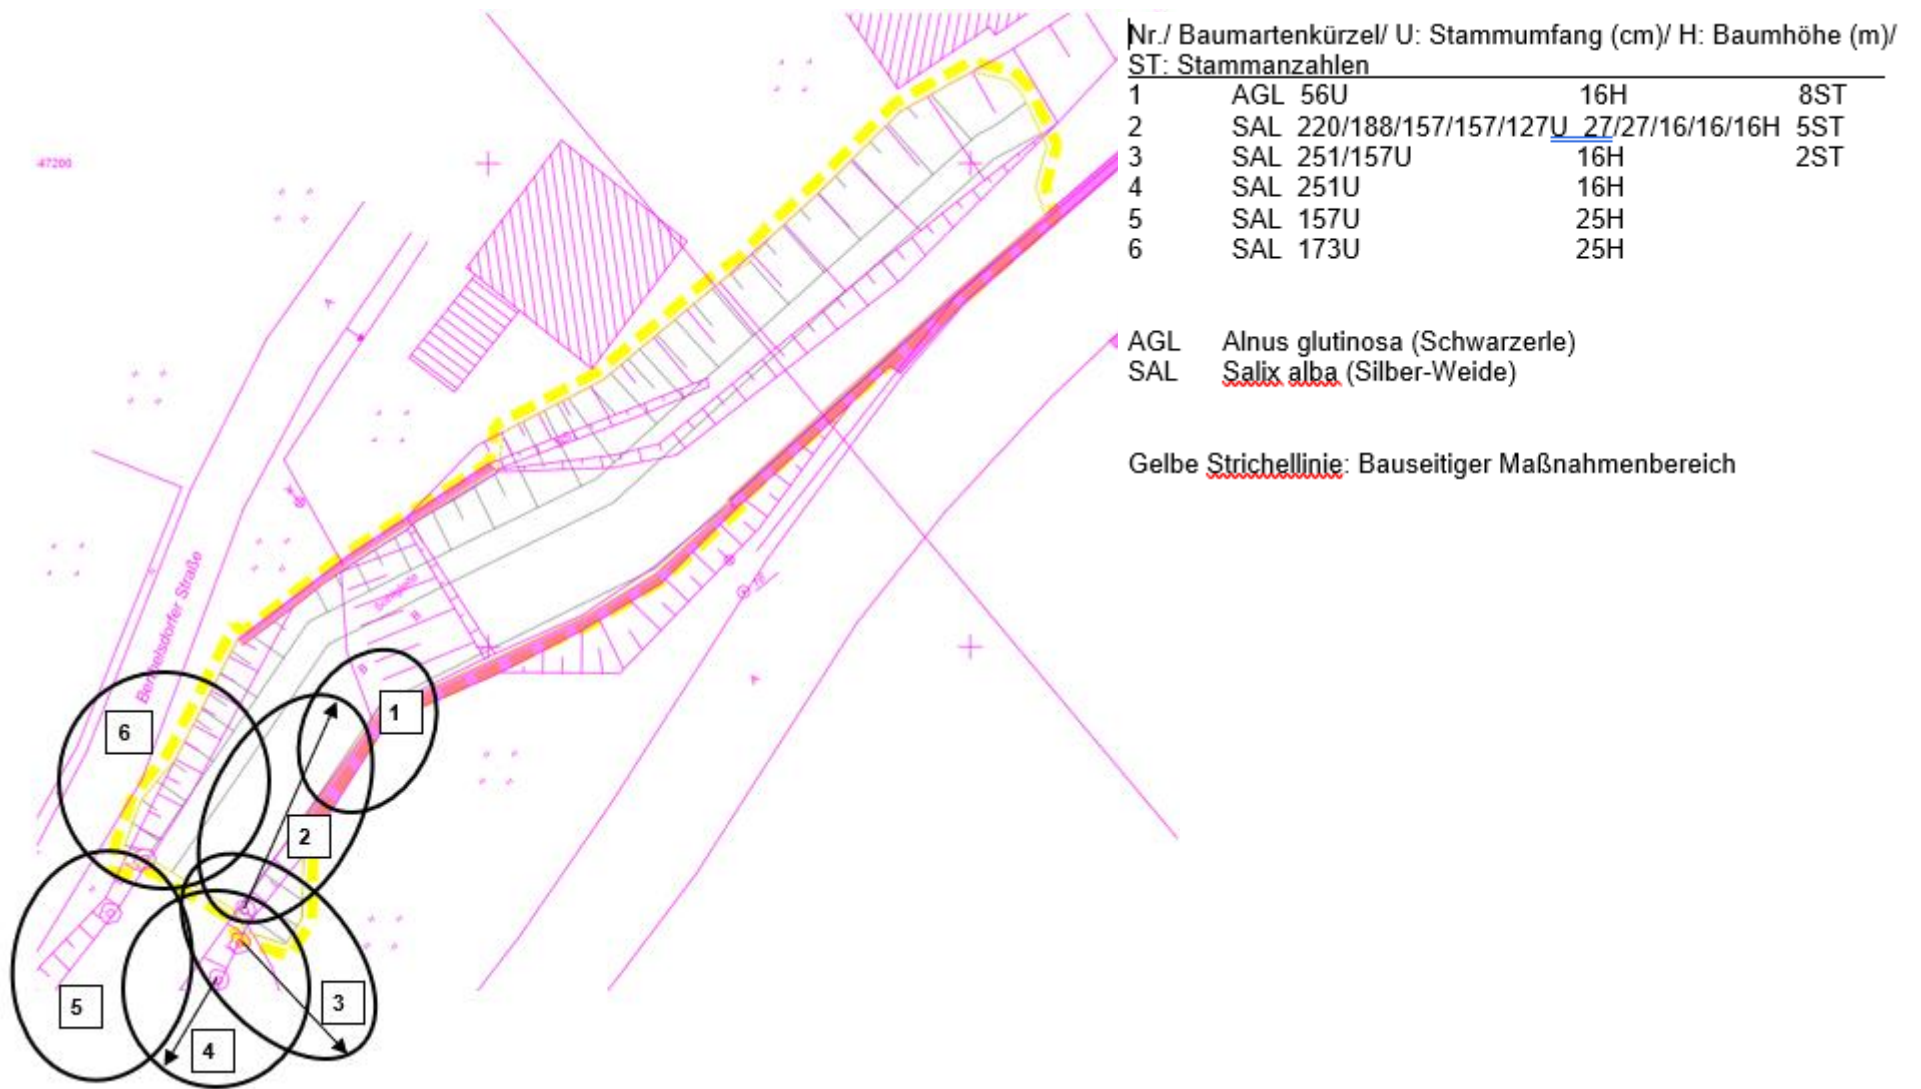 Nr./ Baumartenkürzel/ U: Stammumfang (cm)/ H: Baumhöhe (m)/
ST: Stammanzahlen
1 AGL 56U 16H 8ST
2 SAL 220/188/157/157/127U 27/27/16/16/16H 5ST
3 SAL 251/157U 16H 2ST
4 SAL 251U 16H
5 SAL 157U 25H
6 SAL 173U 25H
AGL Alnus glutinosa (Schwarzerle)
SAL Salix alba (Silber-Weide)
Gelbe Strichellinie: Bauseitiger Maßnahmenbereich
47200
A
Straße
B
B
1
6
2
5
3
4